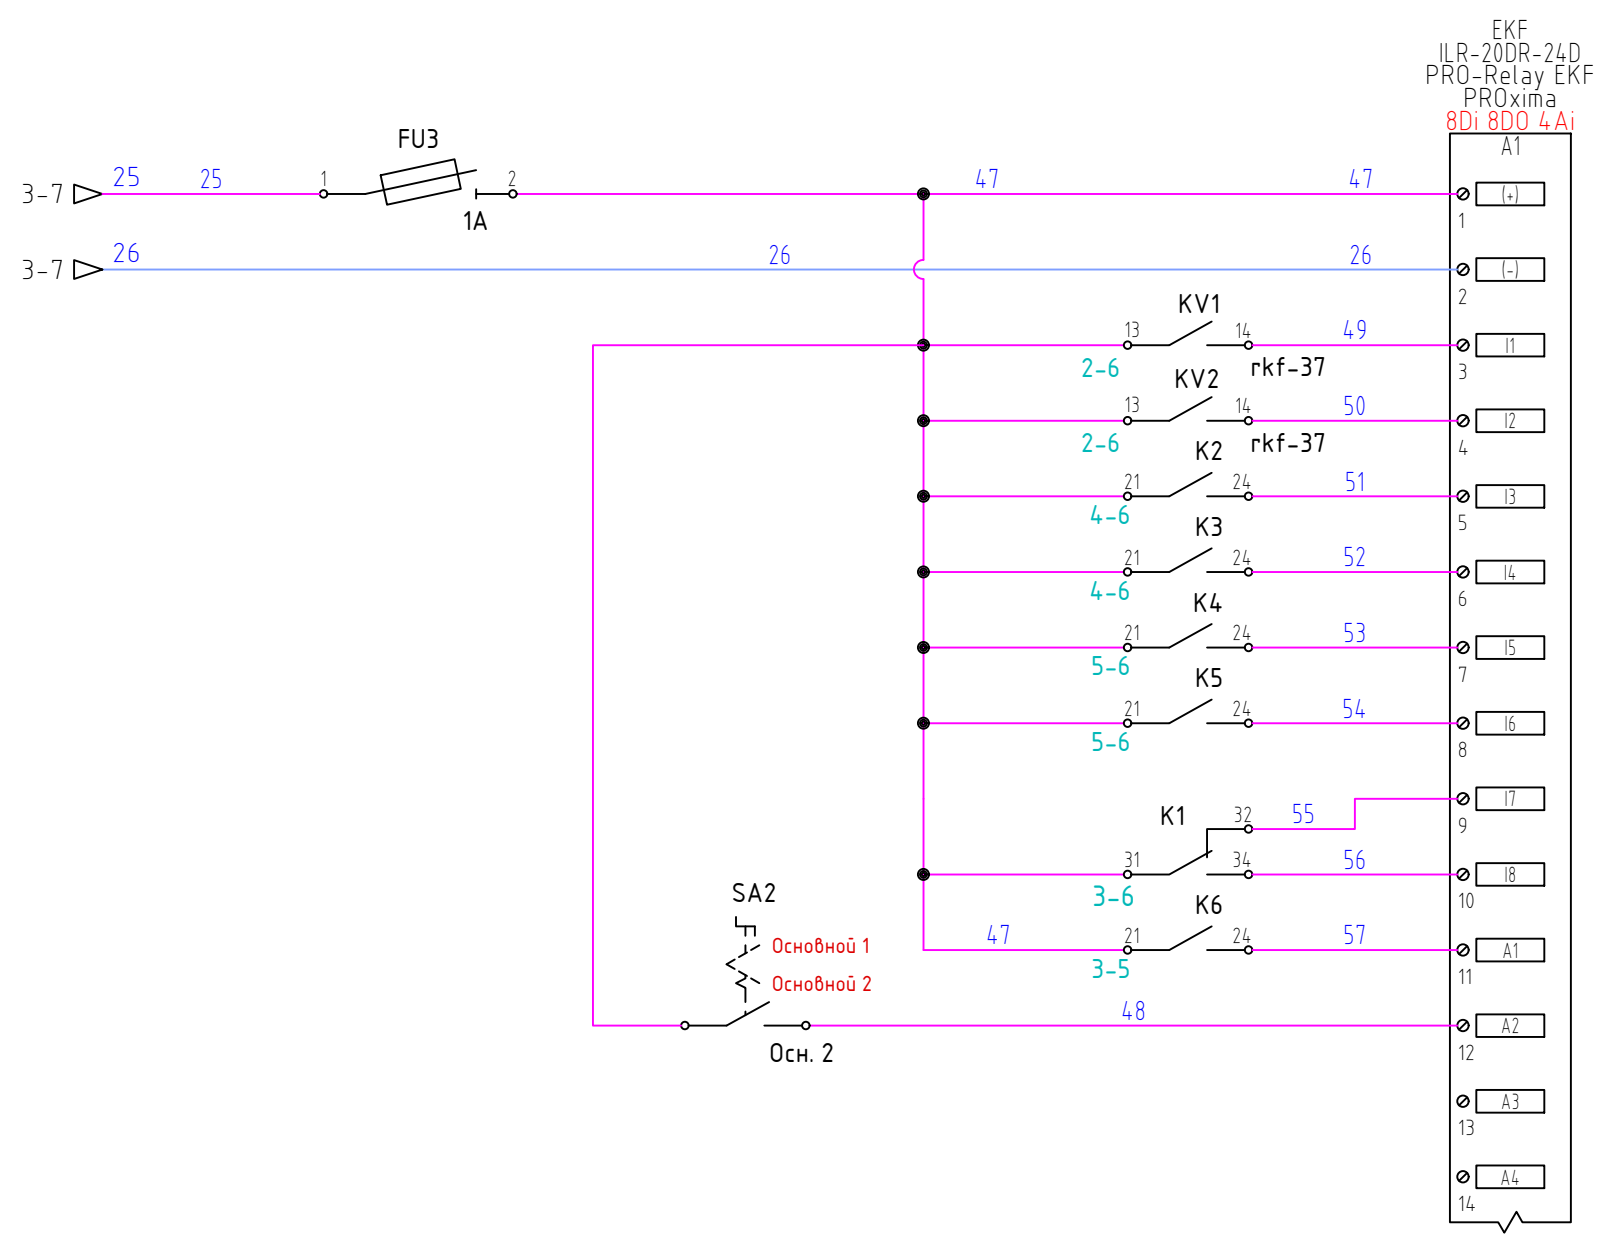 EKF
ILR-20DR-24D
PRO-Relay EKF
PROxima
8Di 8DO 4Ai
A1
FU3
3-7 25 25 1 2 47 47 (+)
1A 1
3-7 26 26 26 (-)
2
KV1
13 14 49 I1
2-6 rkf-37 3
KV2
13 14 50 I2
2-6 rkf-37 4
K2
21 24 51 I3
4-6 5
K3
21 24 52 I4
4-6 6
K4
21 24 53 I5
5-6 7
K5
21 24 54 I6
5-6 8
I7
K1 32 55 9
31 34 56 I8
3-6 10
SA2
K6
47 21 24 57 A1
Основной 1
3-5 11
Основной 2
48 A2
Осн. 2 12
A3
13
A4
14